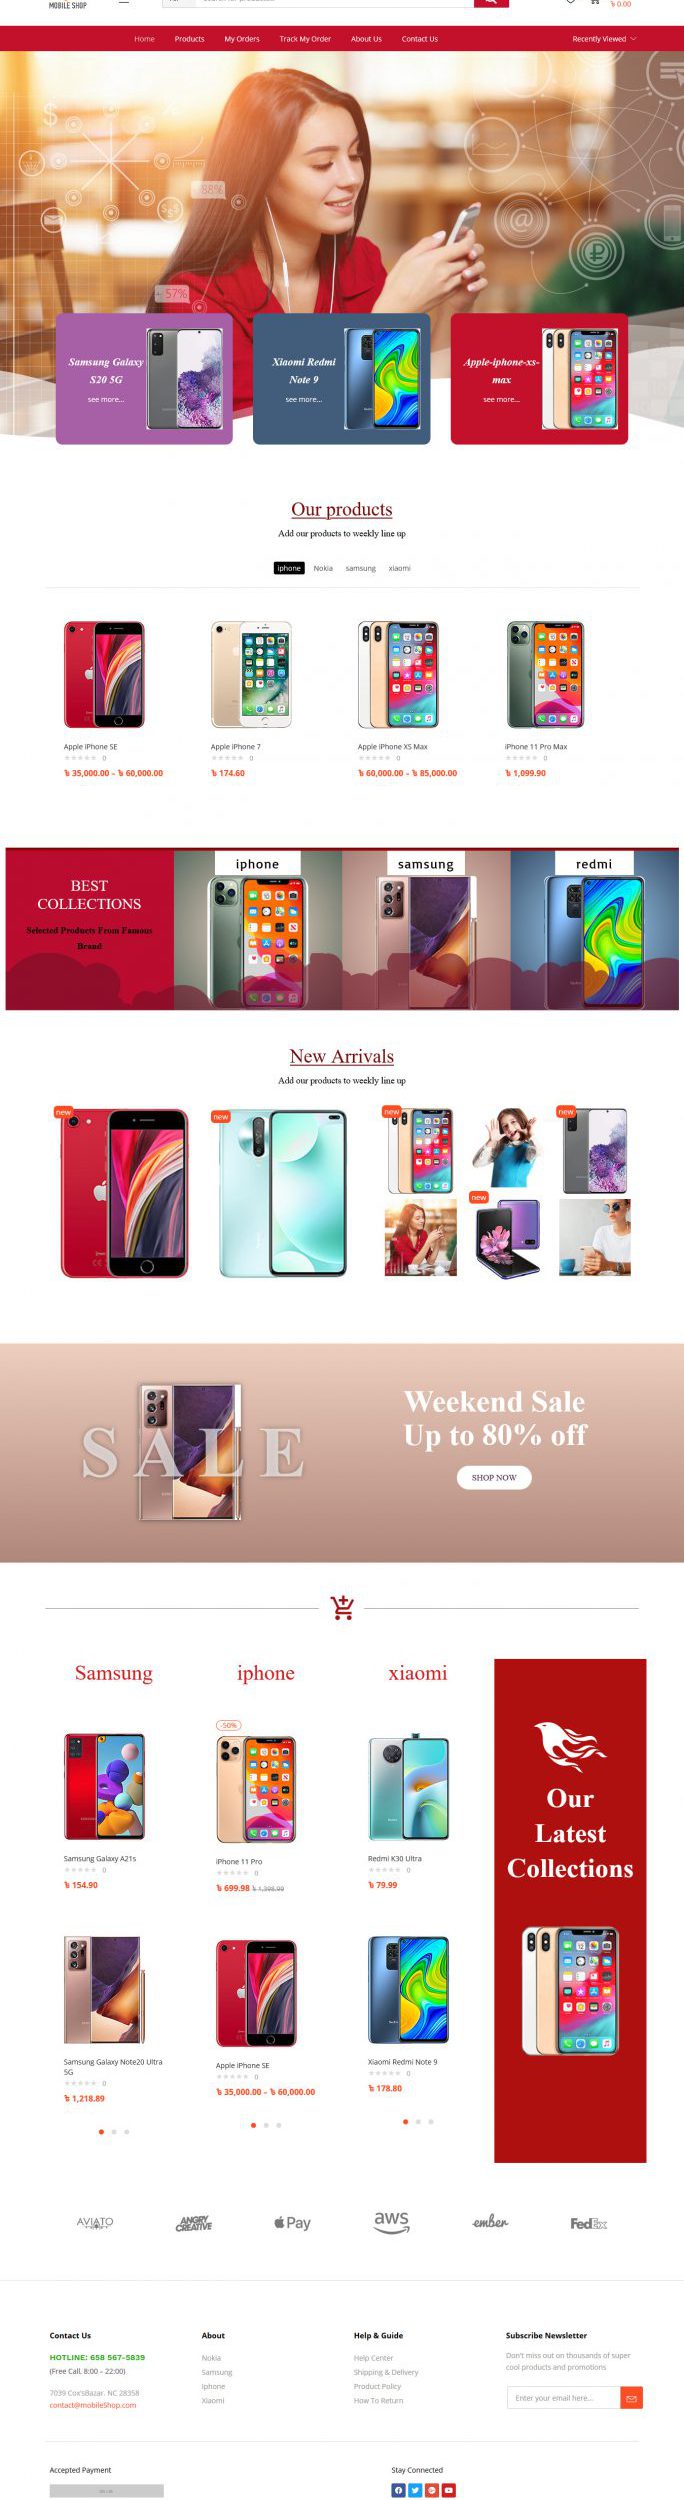 MOBILE SHOP
৳ 0.00
Home Products My Orders Track My Order About Us Contact Us Recently Viewed
88%
57%
Samsung Galaxy
S20 5G
see more...
Xiaomi Redmi
Note 9
see more...
Apple-iphone-xs-
max
see more...
Our products
Add our products to weekly line up
iphone Nokia samsung xiaomi
Apple iPhone SE
0
৳ 35,000.00 – ৳ 60,000.00
Apple iPhone 7
0
৳ 174.60
Apple iPhone XS Max
0
৳ 60,000.00 – ৳ 85,000.00
iPhone 11 Pro Max
0
৳ 1,099.90
BEST
COLLECTIONS
Selected Products From Famous
Brand
iphone
samsung
redmi
New Arrivals
Add our products to weekly line up
new
new
new
new
new
SALE
Weekend Sale
Up to 80% off
SHOP NOW
Samsung
iphone
xiaomi
Samsung Galaxy A21s
0
৳ 154.90
-50%
iPhone 11 Pro
0
৳ 699.98 ৳ 1,398.99
Redmi K30 Ultra
0
৳ 79.99
Samsung Galaxy Note20 Ultra
5G
0
৳ 1,218.89
Apple iPhone SE
0
৳ 35,000.00 – ৳ 60,000.00
Xiaomi Redmi Note 9
0
৳ 178.80
Our
Latest
Collections
AVIATO
ANGRY
CREATIVE
Pay
aws
ember
FedEx
Contact Us
HOTLINE: 658 567-5839
(Free Call, 8:00 – 22:00)
7039 Cox'sBazar. NC 28358
contact@mobileShop.com
About
Nokia
Samsung
Iphone
Xiaomi
Help & Guide
Help Center
Shipping & Delivery
Product Policy
How To Return
Subscribe Newsletter
Don't miss out on thousands of super
cool products and promotions
Enter your email here...
Accepted Payment
Stay Connected